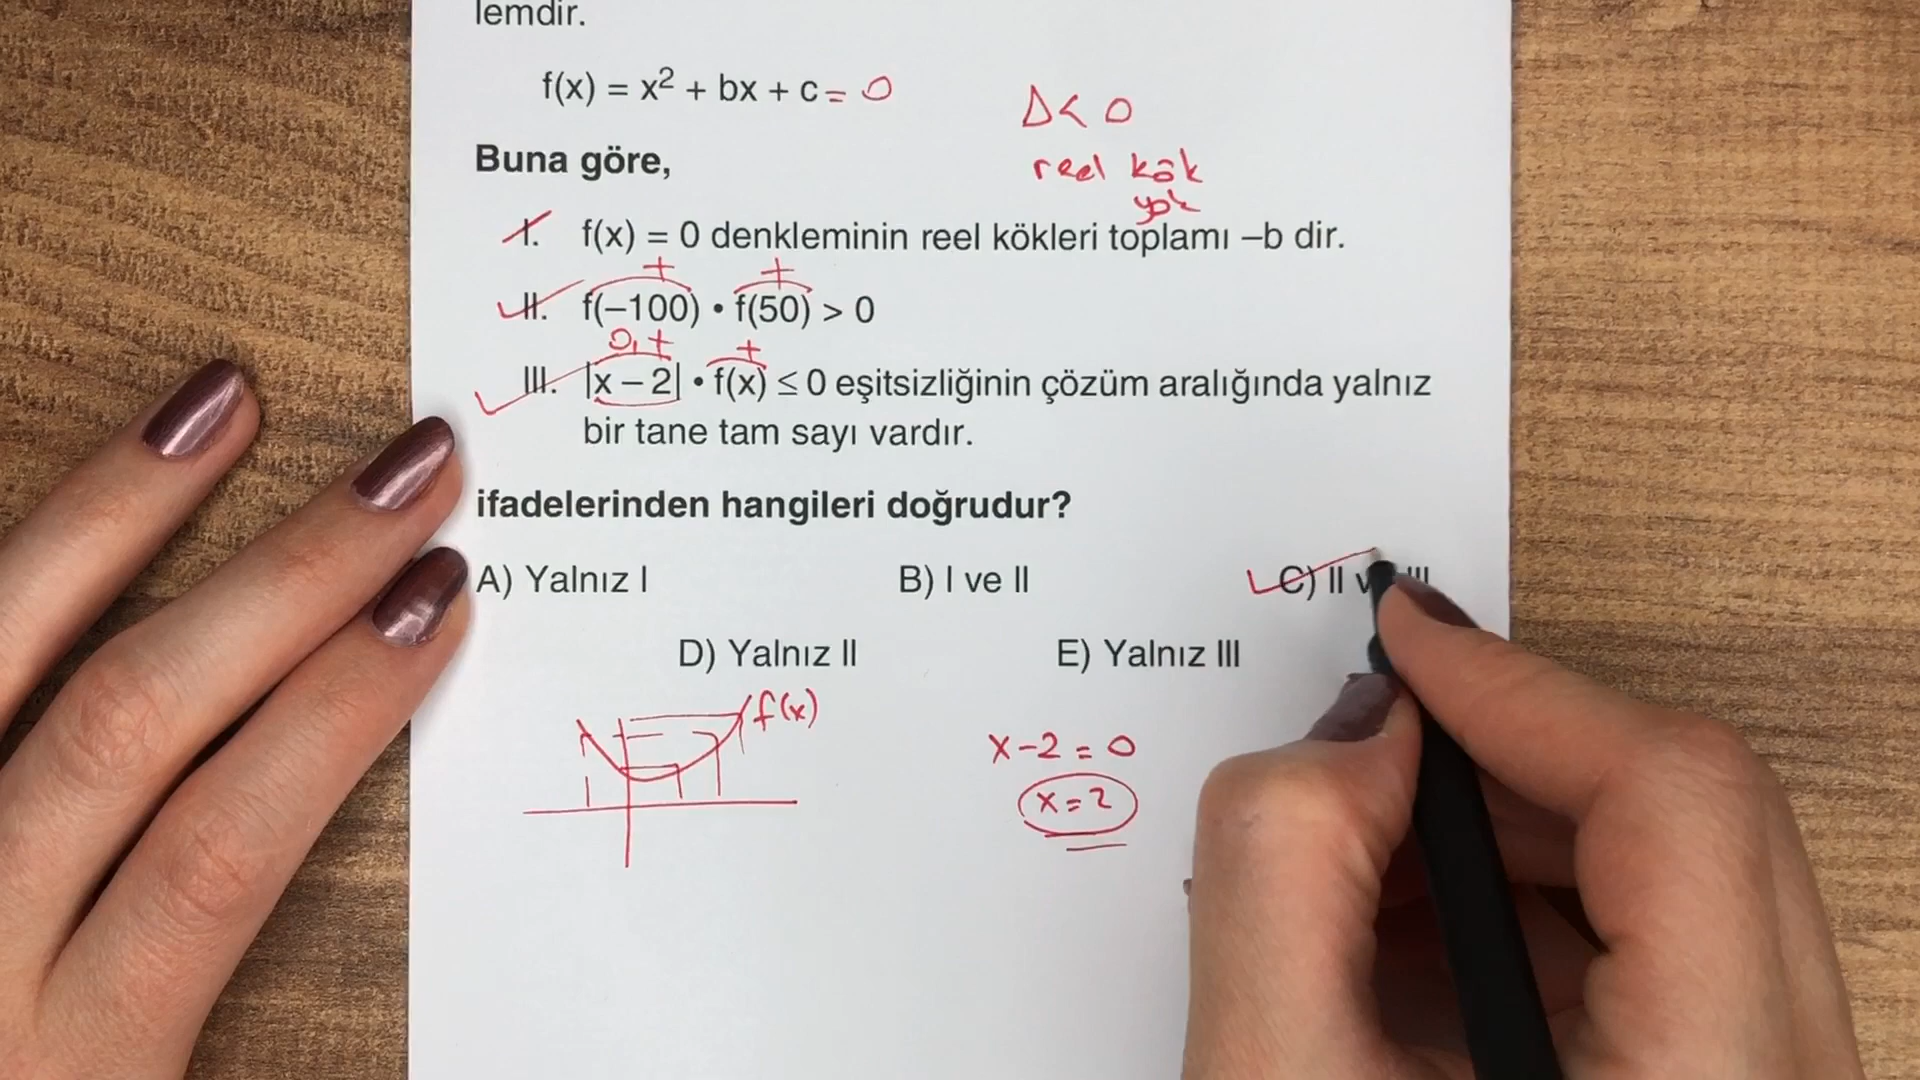 lemdir.
f(x) = x² + bx + c = 0
Δ < 0
Buna göre,
reel kök
yok
I. f(x) = 0 denkleminin reel kökleri toplamı –b dir.
+ +
II. f(–100) • f(50) > 0
0,+ +
III. |x – 2| • f(x) ≤ 0 eşitsizliğinin çözüm aralığında yalnız
bir tane tam sayı vardır.
ifadelerinden hangileri doğrudur?
A) Yalnız I B) I ve II C) II III
D) Yalnız II E) Yalnız III
f(x)
x-2 = 0
x = 2